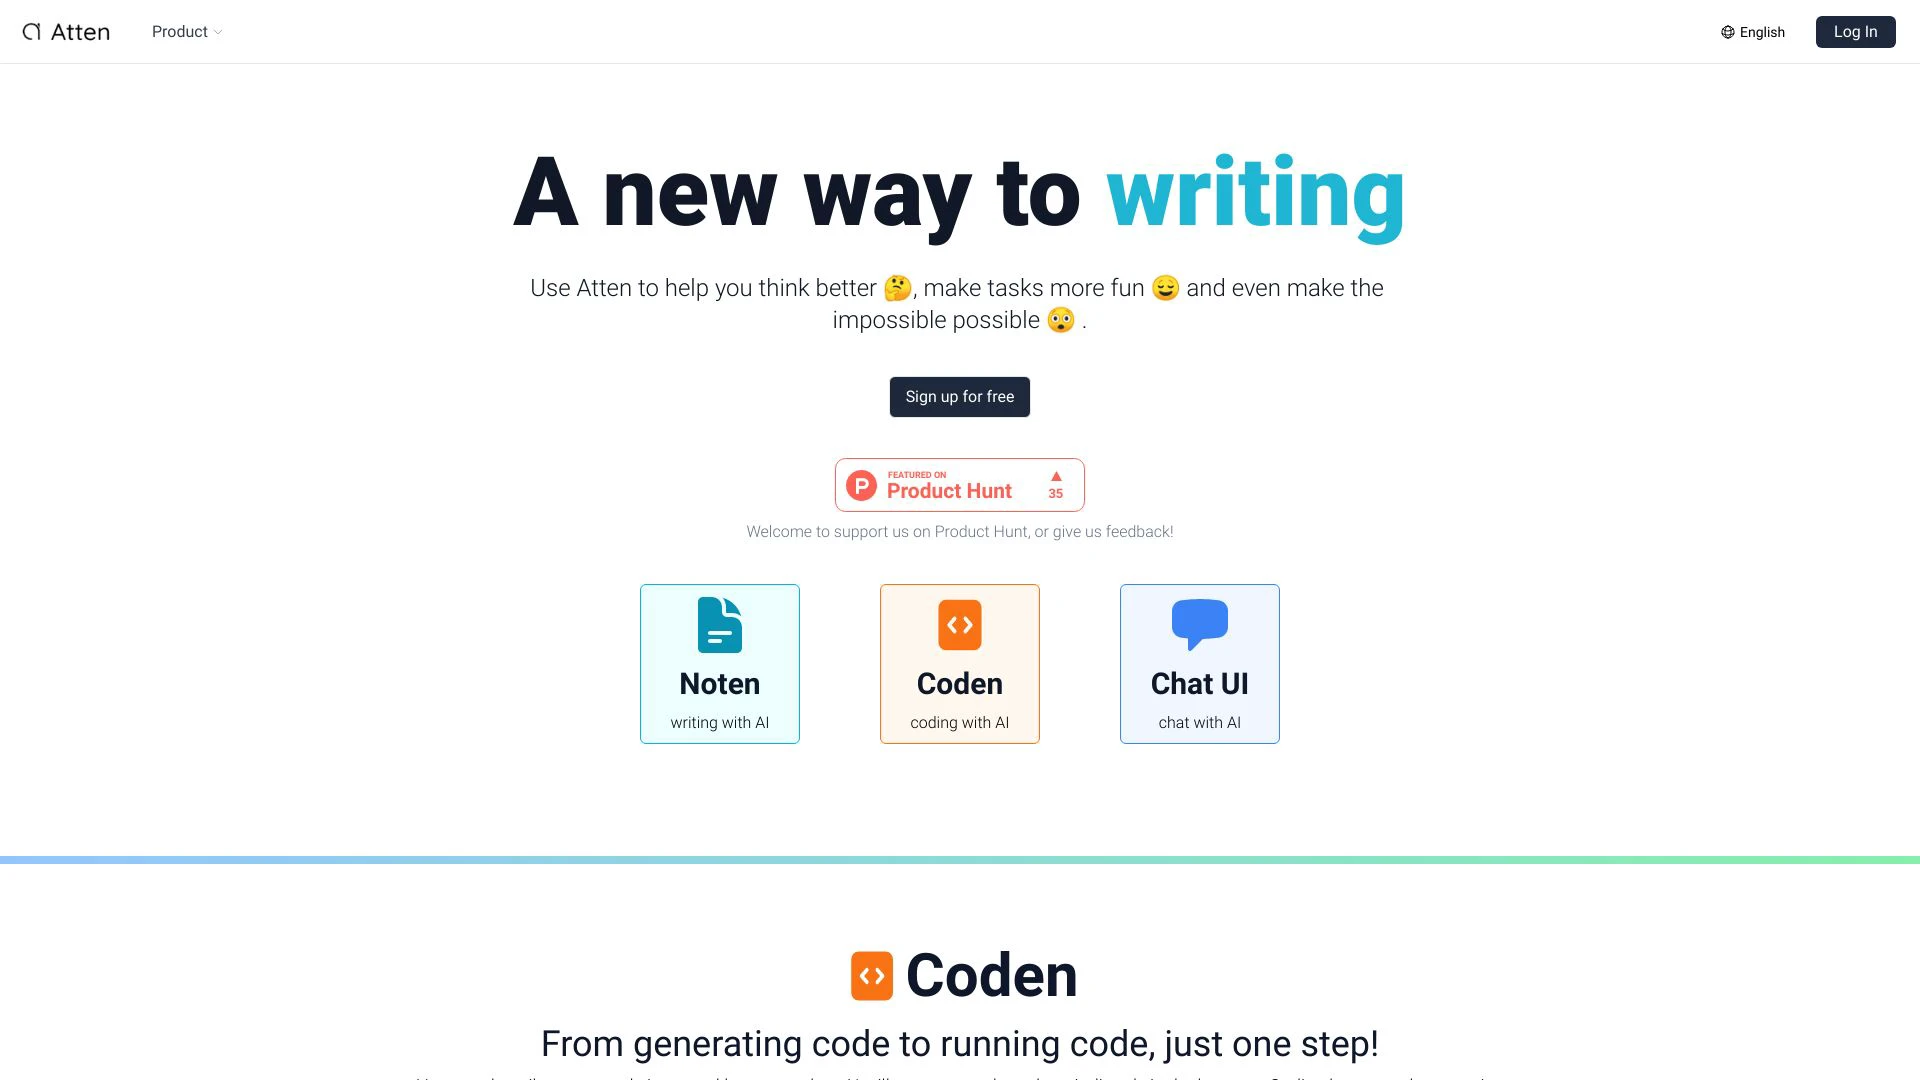 Atten
Product
English
Log In
A new way to writing
Use Atten to help you think better 🤔, make tasks more fun 😌 and even make the
impossible possible 😳 .
Sign up for free
FEATURED ON
Product Hunt
35
Welcome to support us on Product Hunt, or give us feedback!
Noten
writing with AI
Coden
coding with AI
Chat UI
chat with AI
Coden
From generating code to running code, just one step!